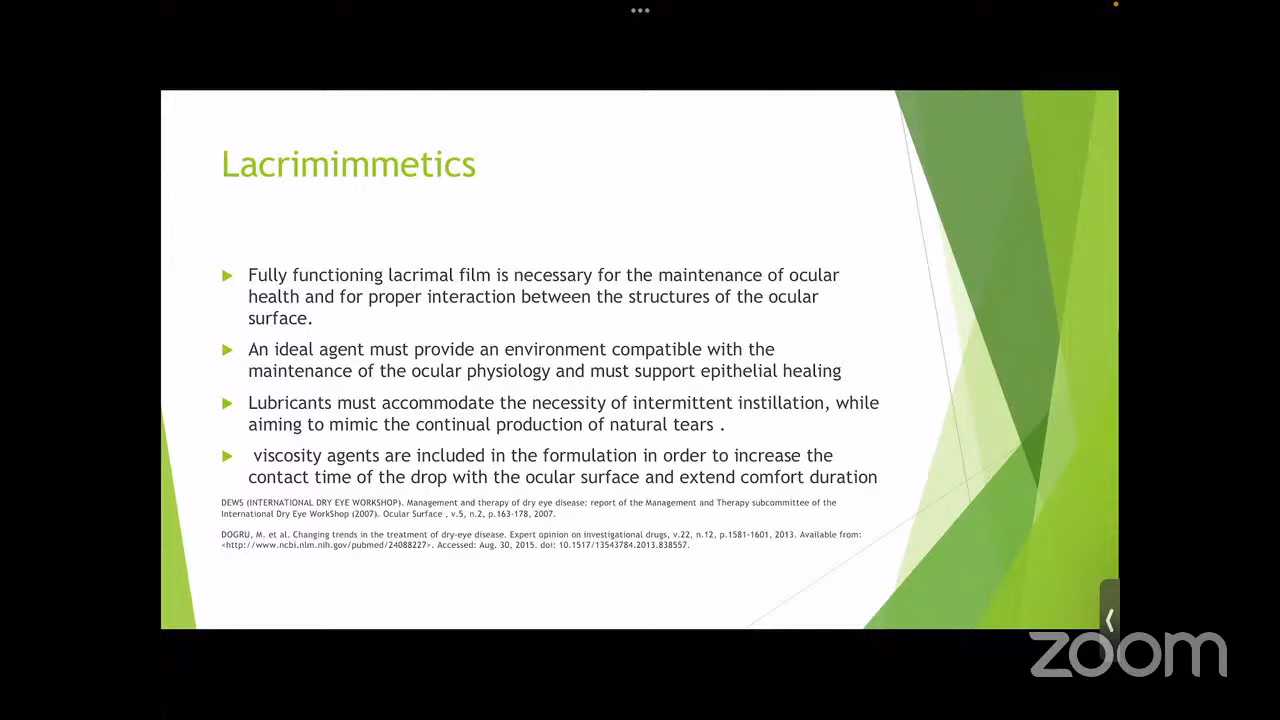 Lacrimimmetics
Fully functioning lacrimal film is necessary for the maintenance of ocular
health and for proper interaction between the structures of the ocular
surface.
An ideal agent must provide an environment compatible with the
maintenance of the ocular physiology and must support epithelial healing
Lubricants must accommodate the necessity of intermittent instillation, while
aiming to mimic the continual production of natural tears .
viscosity agents are included in the formulation in order to increase the
contact time of the drop with the ocular surface and extend comfort duration
DEWS (INTERNATIONAL DRY EYE WORKSHOP). Management and therapy of dry eye disease: report of the Management and Therapy subcommittee of the
International Dry Eye WorkShop (2007). Ocular Surface , v.5, n.2, p.163-178, 2007.
DOGRU, M. et al. Changing trends in the treatment of dry-eye disease. Expert opinion on investigational drugs, v.22, n.12, p.1581-1601, 2013. Available from:
<http://www.ncbi.nlm.nih.gov/pubmed/24088227>. Accessed: Aug. 30, 2015. doi: 10.1517/13543784.2013.838557.
zoom